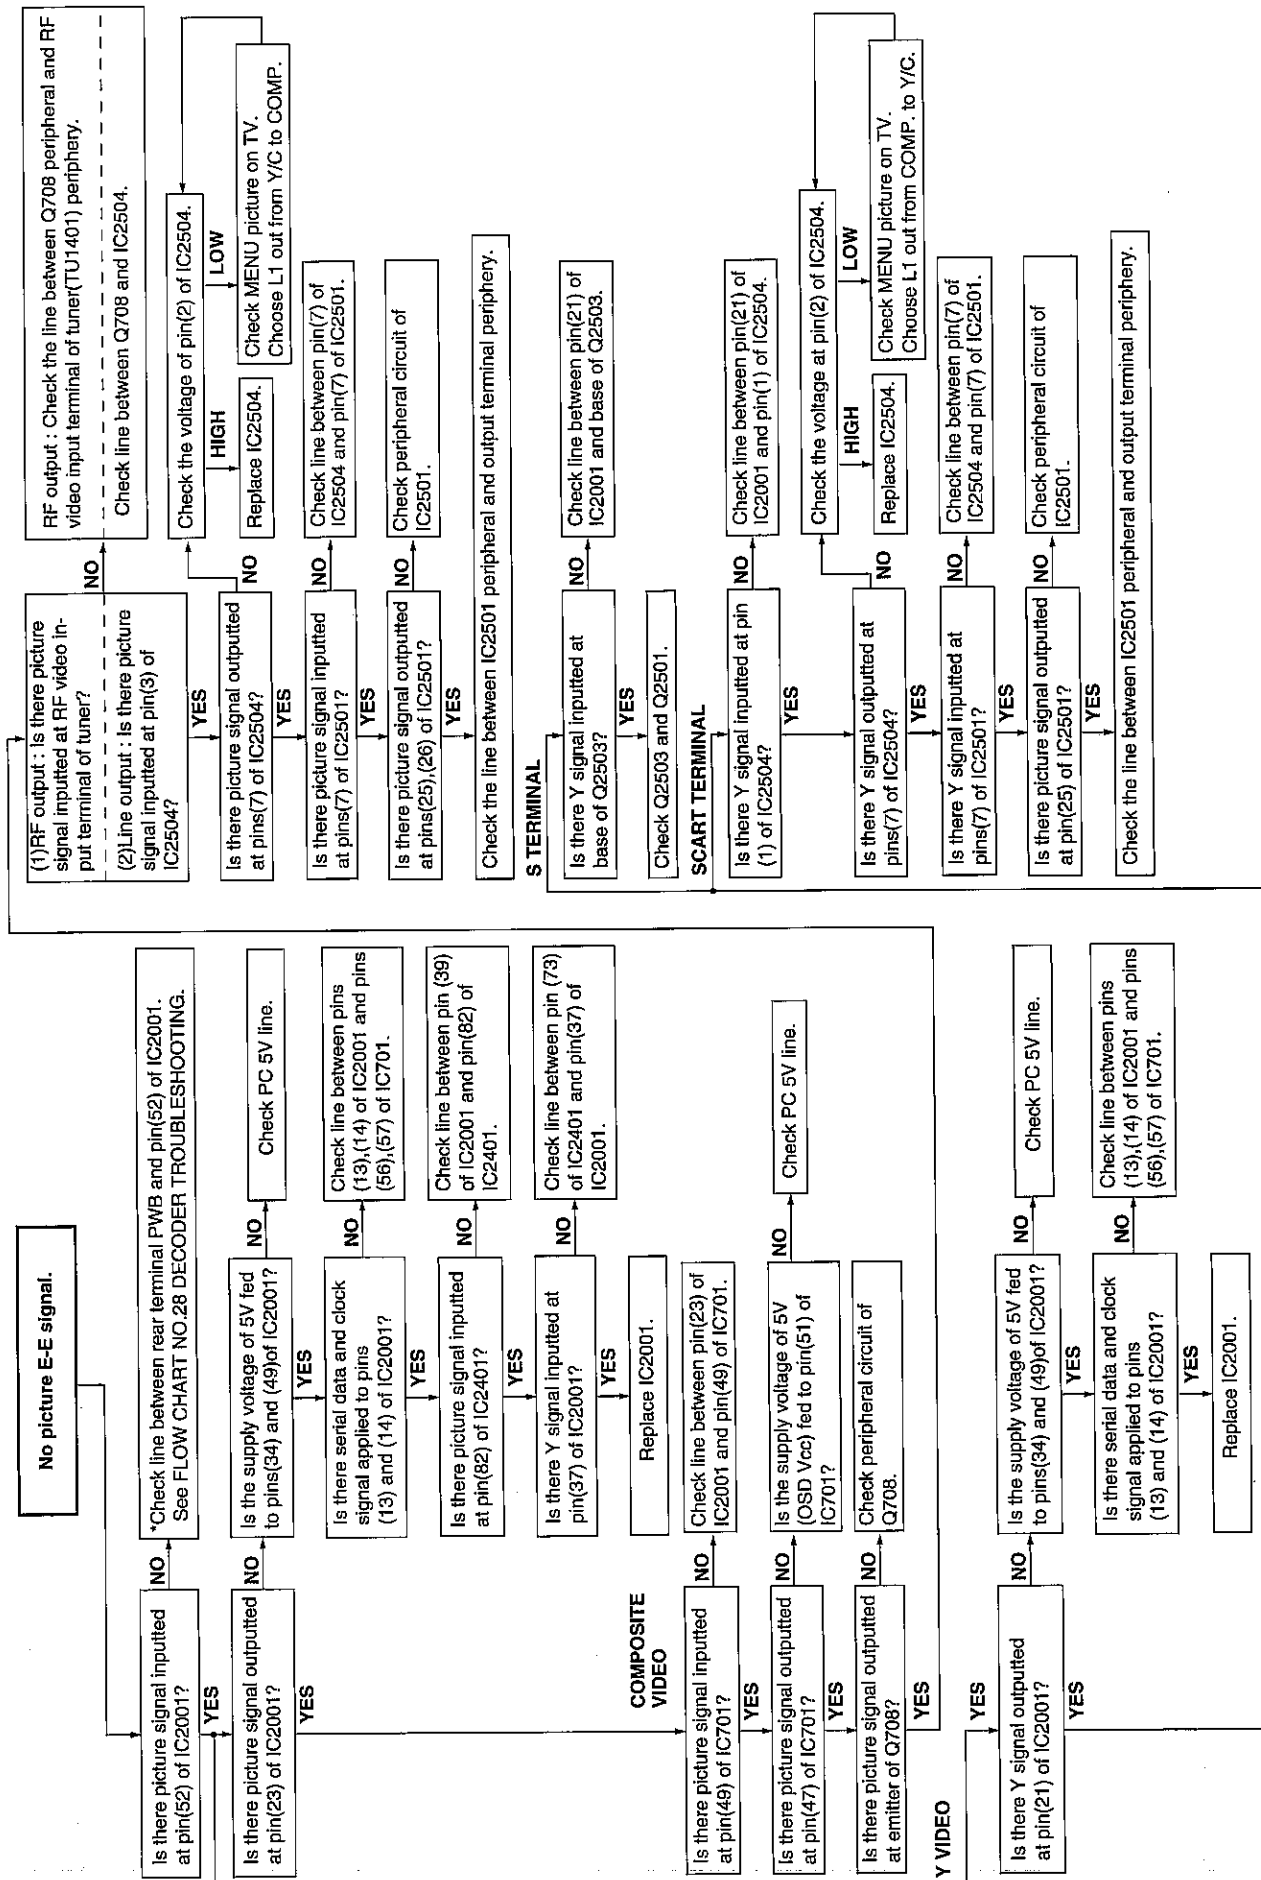 No picture E-E signal.
Is there picture signal inputted
at pin(52) of IC2001?
NO
*Check line between rear terminal PWB and pin(52) of IC2001.
See FLOW CHART NO.28 DECODER TROUBLESHOOTING.
YES
Is there picture signal outputted
at pin(23) of IC2001?
NO
Is the supply voltage of 5V fed
to pins(34) and (49)of IC2001?
NO
Check PC 5V line.
YES
Is there serial data and clock
signal applied to pins
(13) and (14) of IC2001?
NO
Check line between pins
(13),(14) of IC2001 and pins
(56),(57) of IC701.
YES
Is there picture signal inputted
at pin(82) of IC2401?
NO
Check line between pin (39)
of IC2001 and pin(82) of
IC2401.
YES
Is there Y signal inputted at
pin(37) of IC2001?
NO
Check line between pin (73)
of IC2401 and pin(37) of
IC2001.
YES
Replace IC2001.
YES
COMPOSITE
VIDEO
Is there picture signal inputted
at pin(49) of IC701?
NO
Check line between pin(23) of
IC2001 and pin(49) of IC701.
YES
Is there picture signal outputted
at pin(47) of IC701?
NO
Is the supply voltage of 5V
(OSD Vcc) fed to pin(51) of
IC701?
NO
Check PC 5V line.
YES
Is there picture signal outputted
at emitter of Q708?
NO
Check peripheral circuit of
Q708.
YES
Y VIDEO
YES
Is there Y signal outputted
at pin(21) of IC2001?
NO
Is the supply voltage of 5V fed
to pins(34) and (49)of IC2001?
NO
Check PC 5V line.
YES
Is there serial data and clock
signal applied to pins
(13) and (14) of IC2001?
NO
Check line between pins
(13),(14) of IC2001 and pins
(56),(57) of IC701.
YES
Replace IC2001.
YES
(1)RF output : Is there picture
signal inputted at RF video in-
put terminal of tuner?
(2)Line output : Is there picture
signal inputted at pin(3) of
IC2504?
NO
RF output : Check the line between Q708 peripheral and RF
video input terminal of tuner(TU1401) periphery.
Check line between Q708 and IC2504.
YES
Is there picture signal outputted
at pins(7) of IC2504?
NO
Check the voltage of pin(2) of IC2504.
HIGH
LOW
Replace IC2504.
Check MENU picture on TV.
Choose L1 out from Y/C to COMP.
YES
Is there picture signal inputted
at pins(7) of IC2501?
NO
Check line between pin(7) of
IC2504 and pin(7) of IC2501.
YES
Is there picture signal outputted
at pins(25),(26) of IC2501?
NO
Check peripheral circuit of
IC2501.
YES
Check the line between IC2501 peripheral and output terminal periphery.
S TERMINAL
Is there Y signal inputted at
base of Q2503?
NO
Check line between pin(21) of
IC2001 and base of Q2503.
YES
Check Q2503 and Q2501.
SCART TERMINAL
Is there Y signal inputted at pin
(1) of IC2504?
NO
Check line between pin(21) of
IC2001 and pin(1) of IC2504.
YES
Is there Y signal outputted at
pins(7) of IC2504?
NO
Check the voltage at pin(2) of IC2504.
HIGH
LOW
Replace IC2504.
Check MENU picture on TV.
Choose L1 out from COMP. to Y/C.
YES
Is there Y signal inputted at
pins(7) of IC2501?
NO
Check line between pin(7) of
IC2504 and pin(7) of IC2501.
YES
Is there picture signal outputted
at pin(25) of IC2501?
NO
Check peripheral circuit of
IC2501.
YES
Check the line between IC2501 peripheral and output terminal periphery.